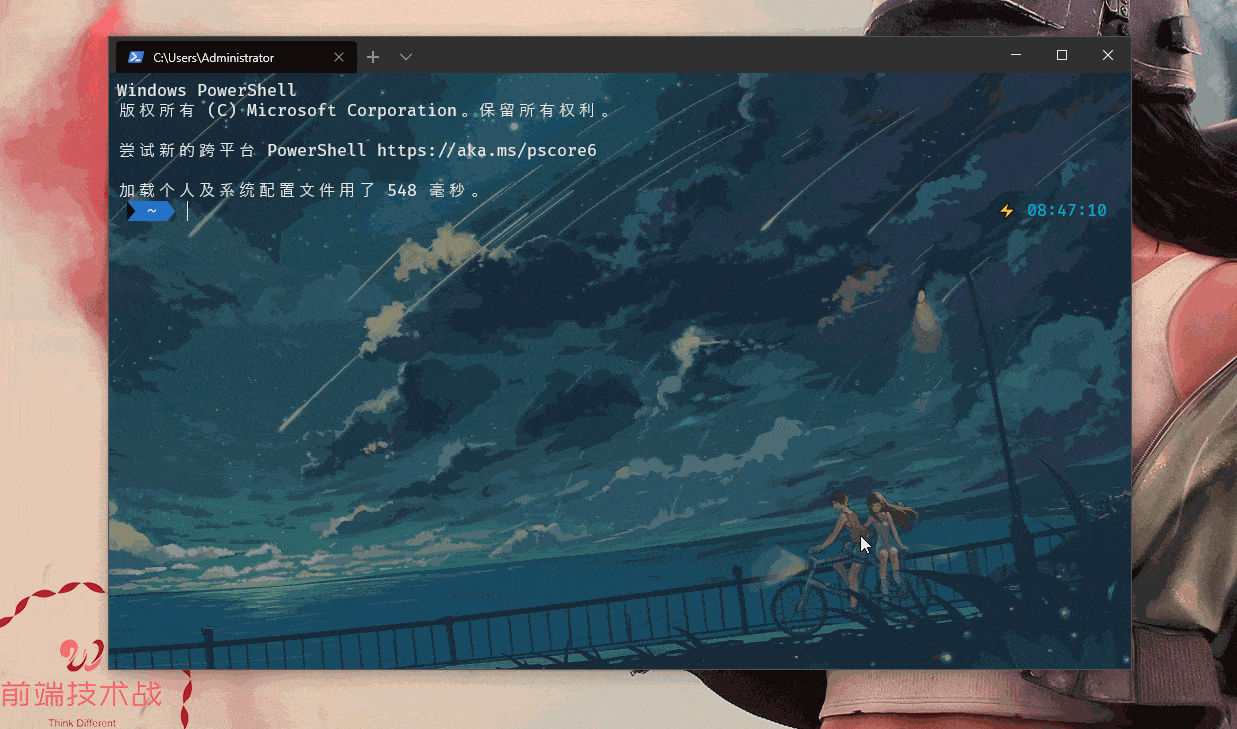 C:\Users\Administrator
Windows PowerShell
版权所有 (C) Microsoft Corporation。保留所有权利。
尝试新的跨平台 PowerShell https://aka.ms/pscore6
加载个人及系统配置文件用了 548 毫秒。
~ ⚡ 08:47:10
W
前端技术战
Think Different